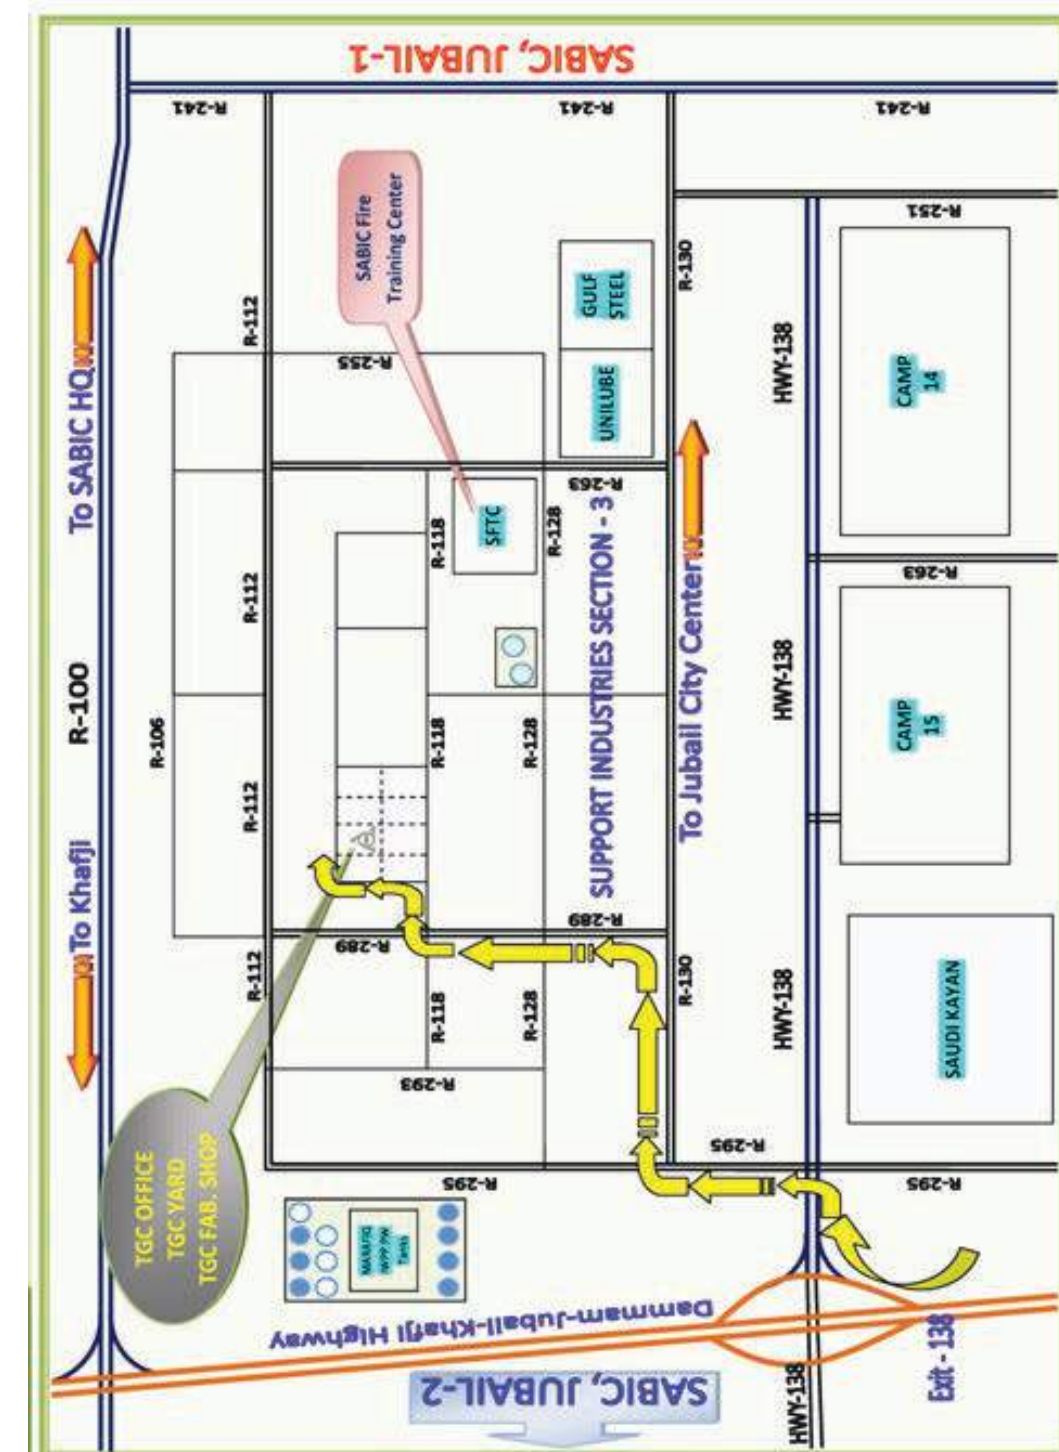 SABIC, JUBAIL-1
R-241
R-241
R-241
To SABIC HQ
R-100
To Khafji
SABIC Fire
Training Center
R-112
R-255
GULF
STEEL
UNILUBE
R-130
R-251
HWY-138
CAMP
14
R-263
R-263
SFTC
R-118
R-128
R-112
SUPPORT INDUSTRIES SECTION - 3
To Jubail City Center
HWY-138
CAMP
15
R-106
R-112
R-118
R-128
R-289
R-289
R-112
R-118
R-128
R-130
HWY-138
SAUDI KAYAN
R-293
R-295
R-295
R-295
TGC OFFICE
TGC YARD
TGC FAB. SHOP
MARAFIQ
IWPP PW
Tanks
Dammam-Jubail-Khafji Highway
SABIC, JUBAIL-2
HWY-138
Exit - 138